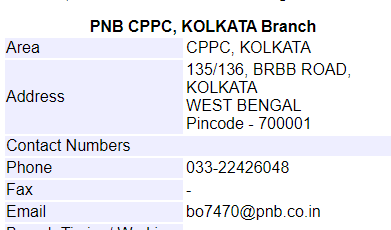 PNB CPPC, KOLKATA Branch
Area CPPC, KOLKATA
Address 135/136, BRBB ROAD,
KOLKATA
WEST BENGAL
Pincode - 700001
Contact Numbers
Phone 033-22426048
Fax -
Email bo7470@pnb.co.in